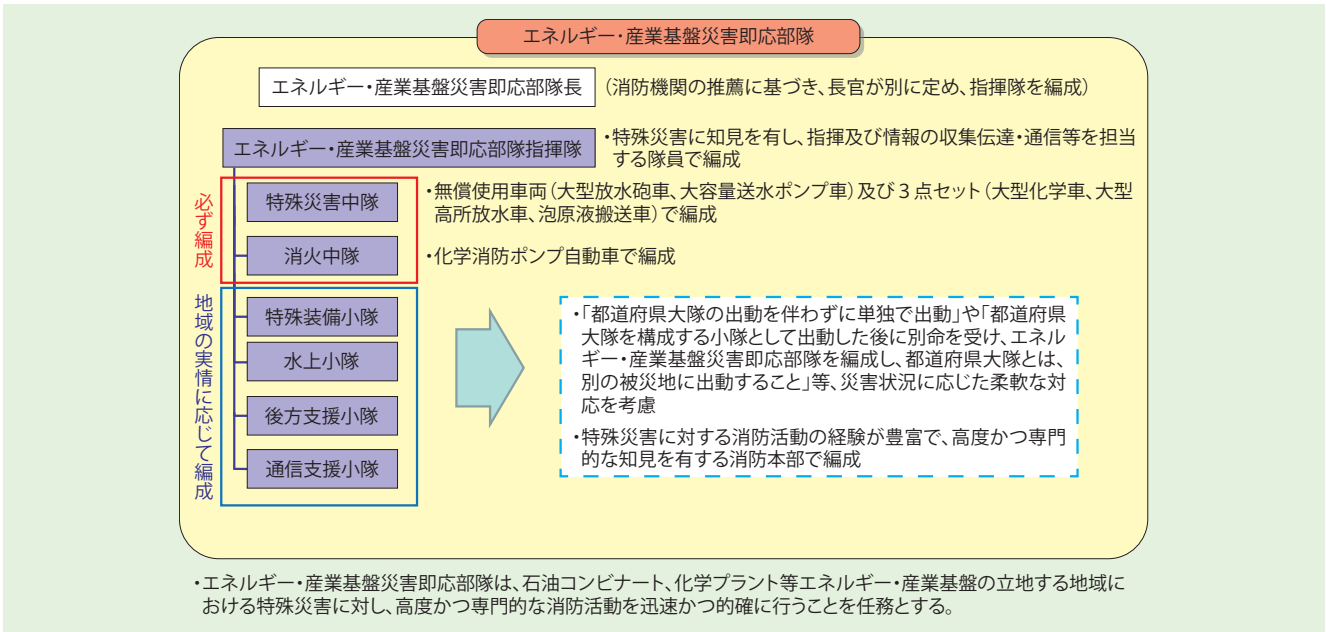 エネルギー・産業基盤災害即応部隊
エネルギー・産業基盤災害即応部隊長
(消防機関の推薦に基づき、長官が別に定め、指揮隊を編成)
エネルギー・産業基盤災害即応部隊指揮隊
・特殊災害に知見を有し、指揮及び情報の収集伝達・通信等を担当
する隊員で編成
必ず編成
特殊災害中隊
・無償使用車両(大型放水砲車、大容量送水ポンプ車)及び3点セット(大型化学車、大型
高所放水車、泡原液搬送車)で編成
消火中隊
・化学消防ポンプ自動車で編成
地域の実情に応じて編成
特殊装備小隊
水上小隊
後方支援小隊
通信支援小隊
・「都道府県大隊の出動を伴わずに単独で出動」や「都道府県
大隊を構成する小隊として出動した後に別命を受け、エネル
ギー・産業基盤災害即応部隊を編成し、都道府県大隊とは、
別の被災地に出動すること」等、災害状況に応じた柔軟な対
応を考慮
・特殊災害に対する消防活動の経験が豊富で、高度かつ専門
的な知見を有する消防本部で編成
・エネルギー・産業基盤災害即応部隊は、石油コンビナート、化学プラント等エネルギー・産業基盤の立地する地域に
おける特殊災害に対し、高度かつ専門的な消防活動を迅速かつ的確に行うことを任務とする。